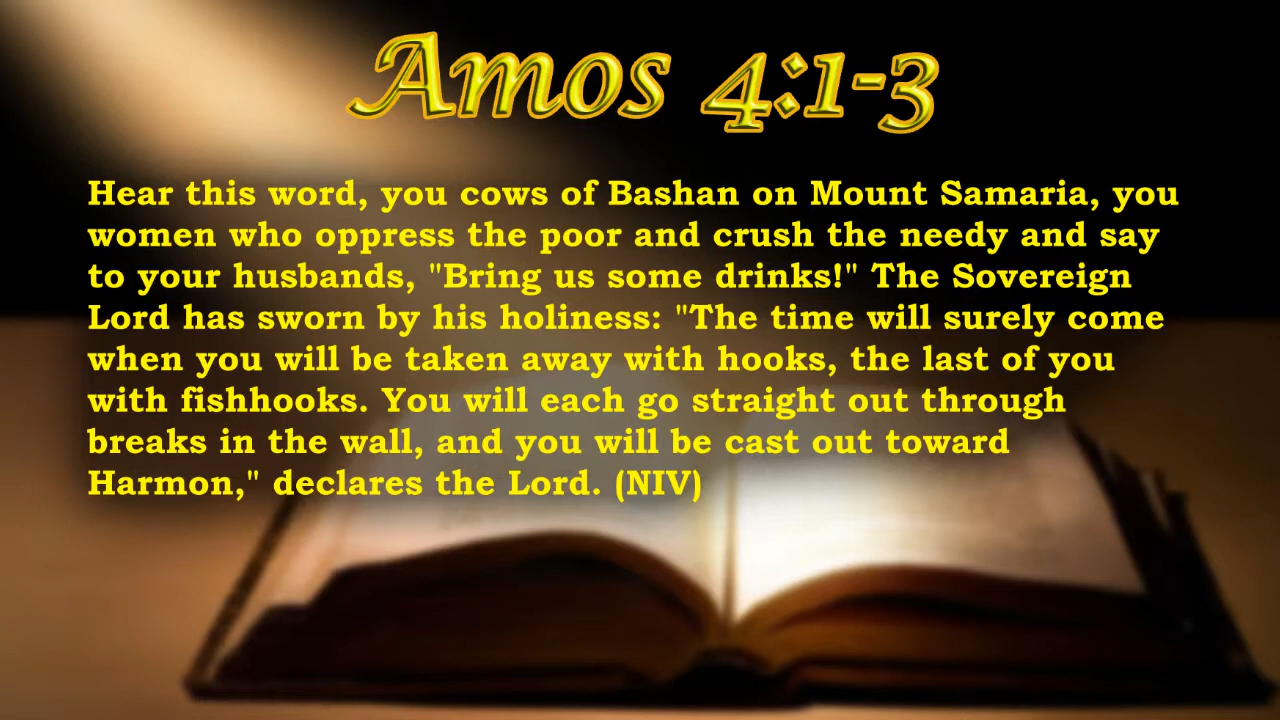 Amos 4:1-3
Hear this word, you cows of Bashan on Mount Samaria, you
women who oppress the poor and crush the needy and say
to your husbands, "Bring us some drinks!" The Sovereign
Lord has sworn by his holiness: "The time will surely come
when you will be taken away with hooks, the last of you
with fishhooks. You will each go straight out through
breaks in the wall, and you will be cast out toward
Harmon," declares the Lord. (NIV)